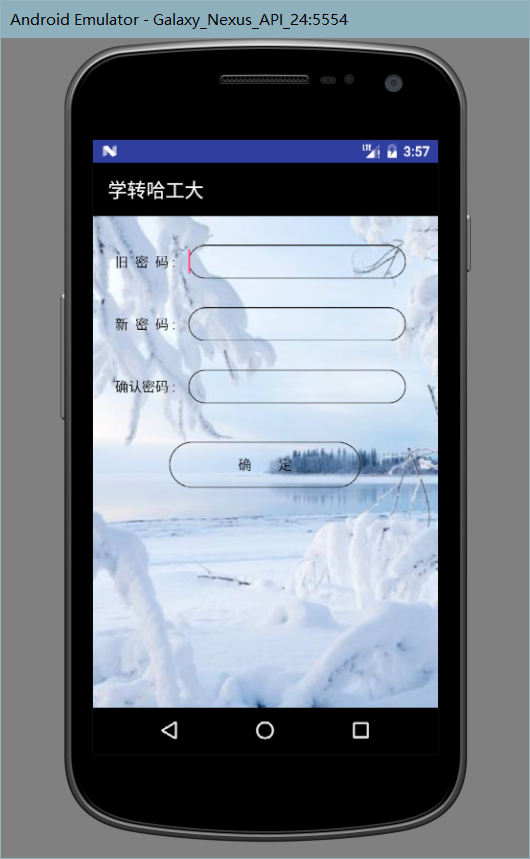 Android Emulator - Galaxy_Nexus_API_24:5554
LTE 3:57
学转哈工大
旧 密 码：
新 密 码：
确认密码：
确 定